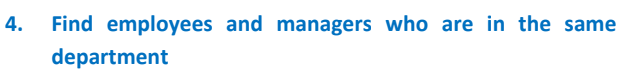 4. Find employees and managers who are in the same
department